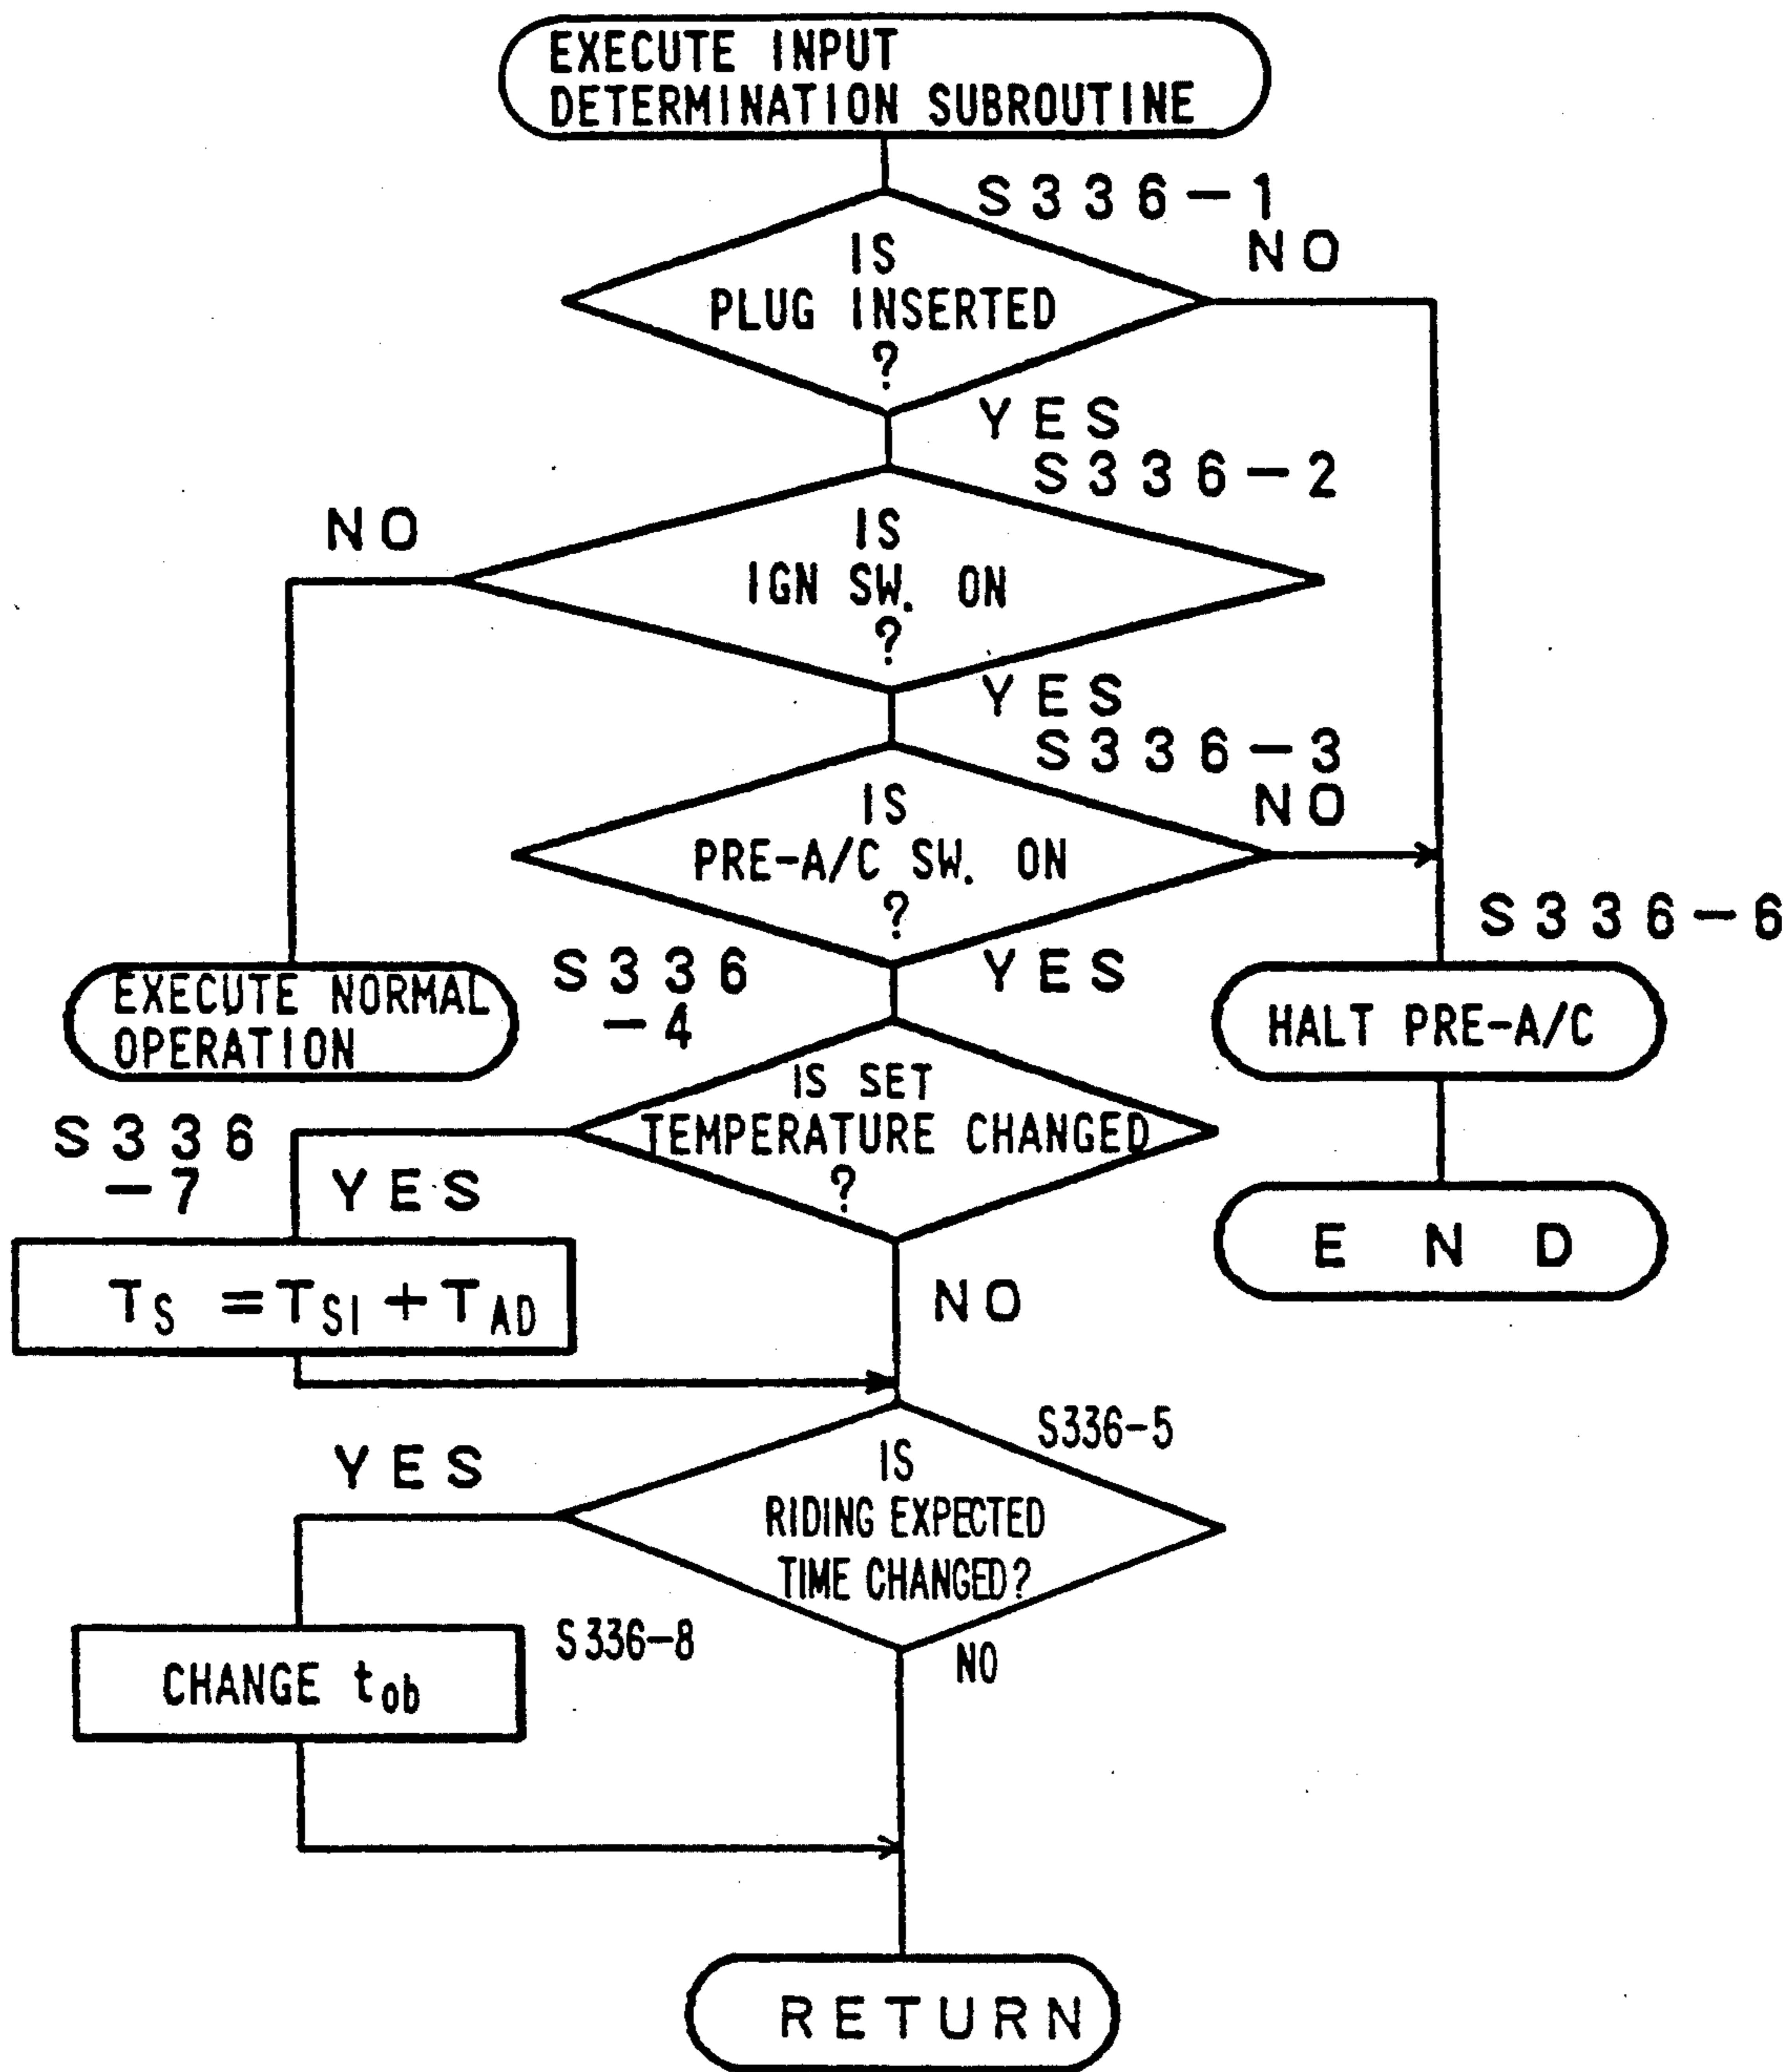 EXECUTE INPUT
DETERMINATION SUBROUTINE
S336-1
NO
IS
PLUG INSERTED
?
YES
S336-2
NO
IS
IGN SW. ON
?
YES
S336-3
NO
IS
PRE-A/C SW. ON
?
S336-6
S336
-4
YES
EXECUTE NORMAL
OPERATION
HALT PRE-A/C
IS SET
TEMPERATURE CHANGED
?
S336
-7
YES
END
TS =TSI+TAD
NO
S336-5
YES
IS
RIDING EXPECTED
TIME CHANGED?
S336-8
NO
CHANGE tob
RETURN